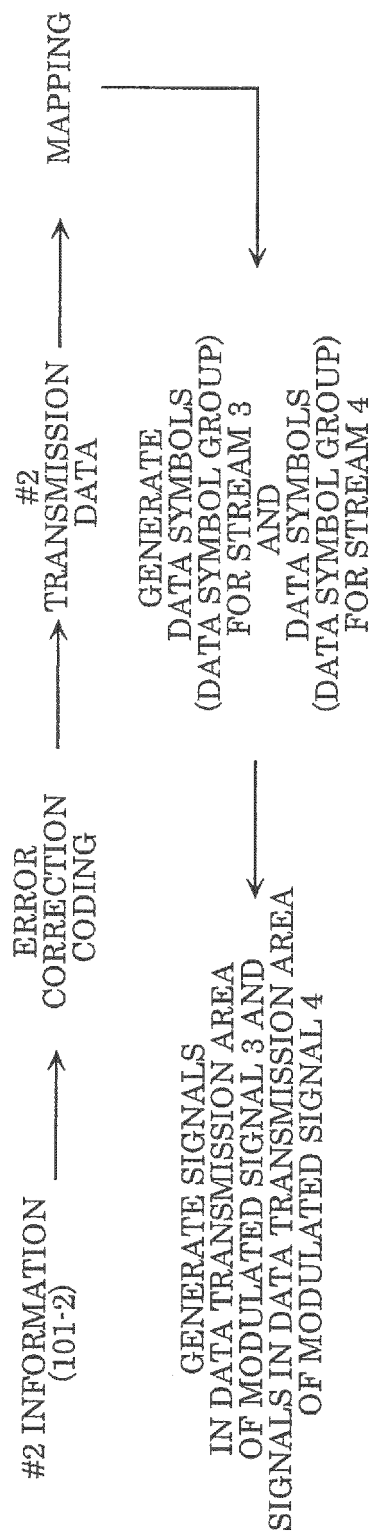 #2 INFORMATION
(101-2)
ERROR
CORRECTION
CODING
#2
TRANSMISSION
DATA
MAPPING
GENERATE
DATA SYMBOLS
(DATA SYMBOL GROUP)
FOR STREAM 3
AND
DATA SYMBOLS
(DATA SYMBOL GROUP)
FOR STREAM 4
GENERATE SIGNALS
IN DATA TRANSMISSION AREA
OF MODULATED SIGNAL 3 AND
SIGNALS IN DATA TRANSMISSION AREA
OF MODULATED SIGNAL 4